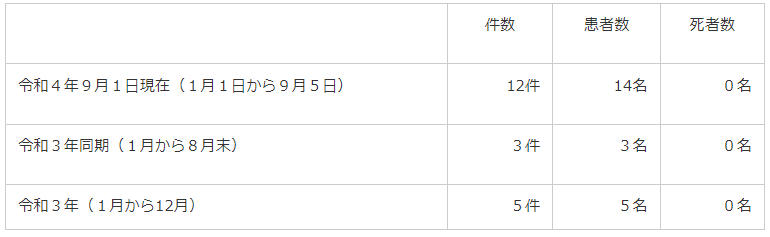 件数 患者数 死者数
令和４年９月１日現在（１月１日から９月５日） 12件 14名 ０名
令和３年同期（１月から８月末） ３件 ３名 ０名
令和３年（１月から12月） ５件 ５名 ０名